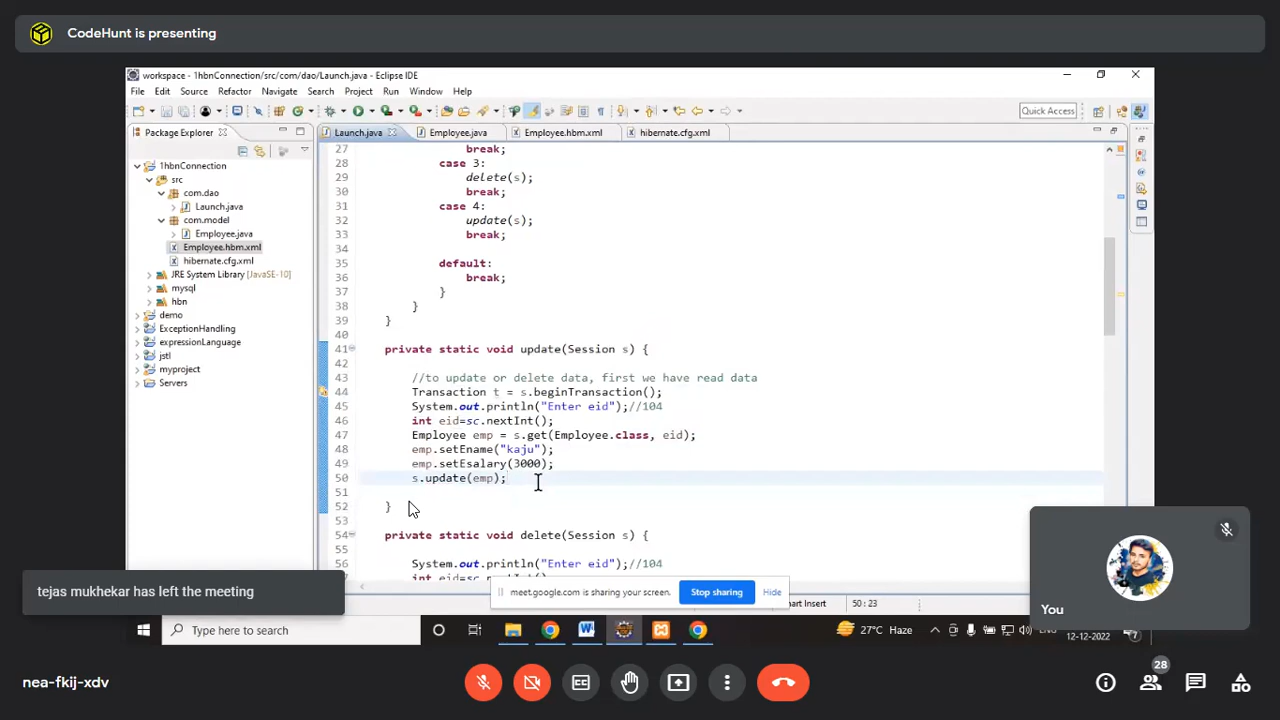 CodeHunt is presenting
workspace - 1hbnConnection/src/com/dao/Launch.java - Eclipse IDE
File Edit Source Refactor Navigate Search Project Run Window Help
Quick Access
Package Explorer
1hbnConnection
src
com.dao
Launch.java
com.model
Employee.java
Employee.hbm.xml
hibernate.cfg.xml
JRE System Library [JavaSE-10]
mysql
hbn
demo
ExceptionHandling
expressionLanguage
jstl
myproject
Servers
Launch.java Employee.java Employee.hbm.xml hibernate.cfg.xml
27 break;
28 case 3:
29 delete(s);
30 break;
31 case 4:
32 update(s);
33 break;
34
35 default:
36 break;
37 }
38 }
39 }
40
41 private static void update(Session s) {
42
43 //to update or delete data, first we have read data
44 Transaction t = s.beginTransaction();
45 System.out.println("Enter eid");//104
46 int eid=sc.nextInt();
47 Employee emp = s.get(Employee.class, eid);
48 emp.setEname("kaju");
49 emp.setEsalary(3000);
50 s.update(emp);
51
52 }
53
54 private static void delete(Session s) {
55
56 System.out.println("Enter eid");//104
int eid=sc.nextInt()
meet.google.com is sharing your screen. Stop sharing Hide
art Insert 50 : 23
tejas mukhekar has left the meeting
You
Type here to search
27°C Haze
12-12-2022
nea-fkij-xdv
28